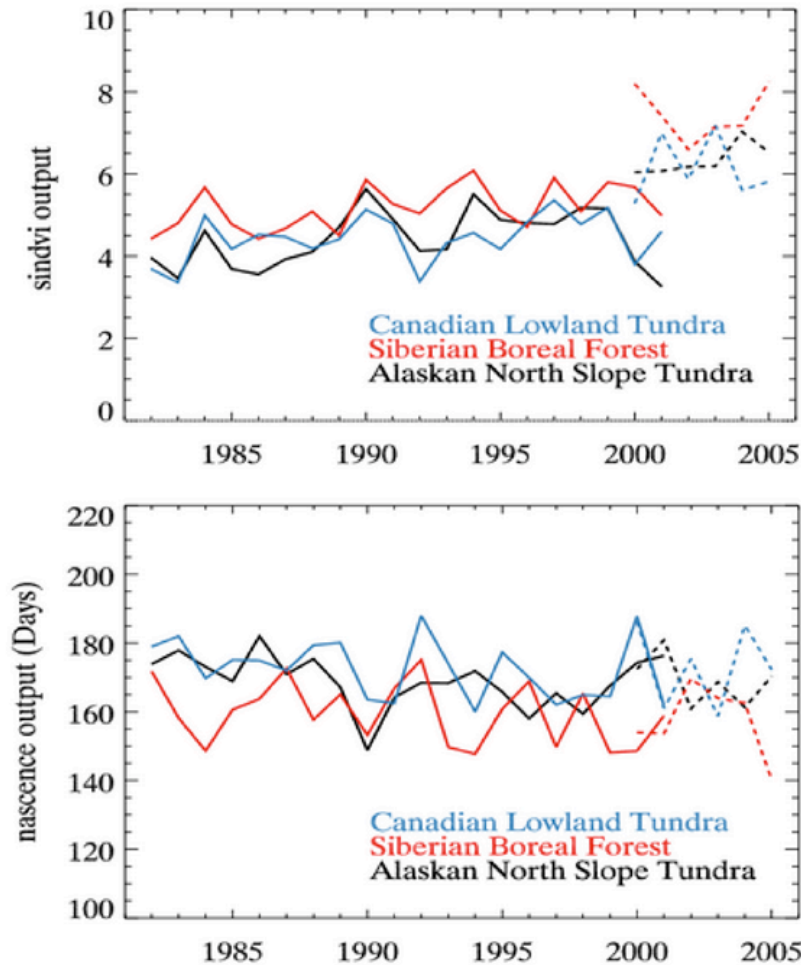 10
8
6
4
2
0
sindvi output
Canadian Lowland Tundra
Siberian Boreal Forest
Alaskan North Slope Tundra
1985 1990 1995 2000 2005
220
200
180
160
140
120
100
nascence output (Days)
Canadian Lowland Tundra
Siberian Boreal Forest
Alaskan North Slope Tundra
1985 1990 1995 2000 2005